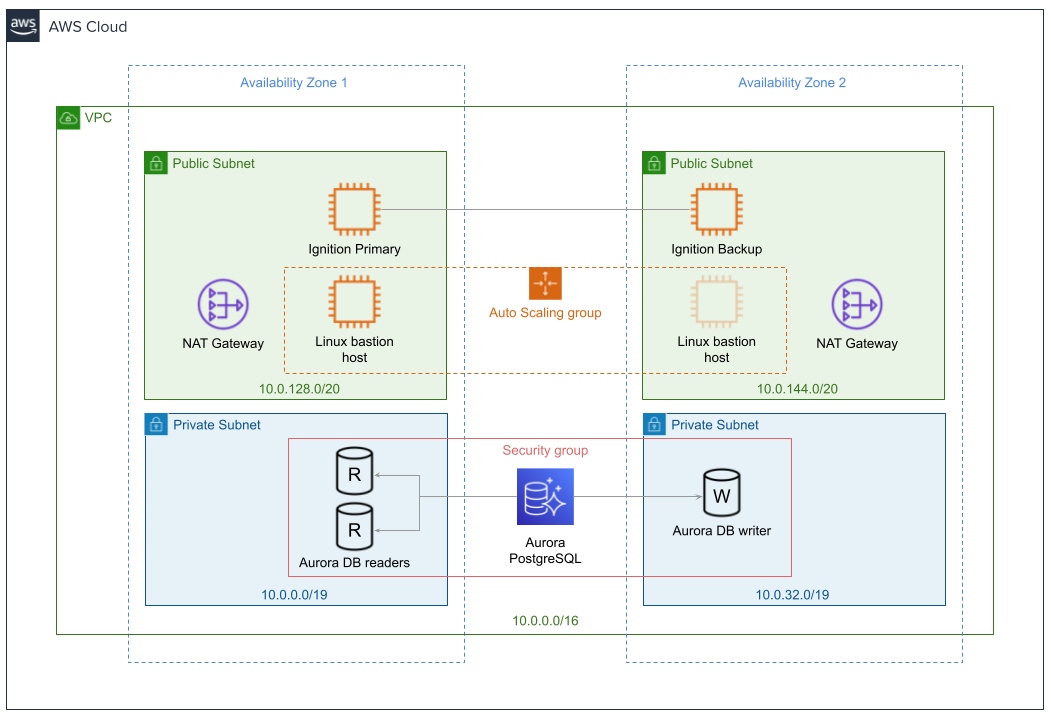 aws
AWS Cloud
Availability Zone 1
Availability Zone 2
VPC
Public Subnet
Public Subnet
Ignition Primary
Ignition Backup
Auto Scaling group
NAT Gateway
Linux bastion
host
Linux bastion
host
NAT Gateway
10.0.128.0/20
10.0.144.0/20
Private Subnet
Private Subnet
Security group
R
R
W
Aurora DB readers
Aurora
PostgreSQL
Aurora DB writer
10.0.0.0/19
10.0.32.0/19
10.0.0.0/16